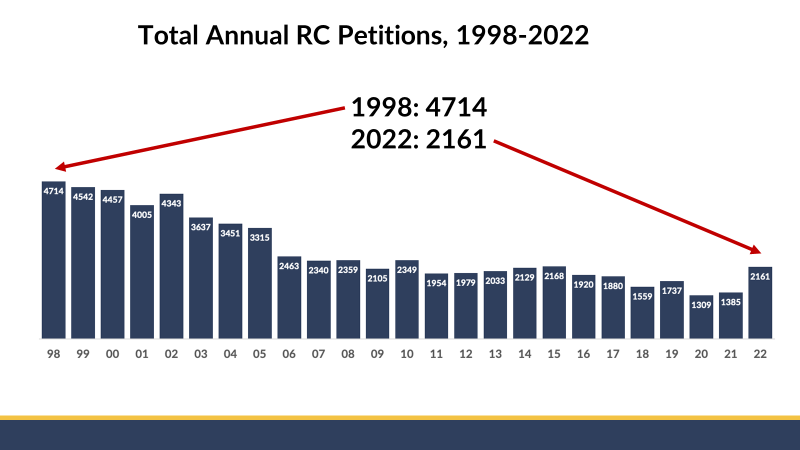 Total Annual RC Petitions, 1998-2022
1998: 4714
2022: 2161
4714 4542 4457 4005 4343 3637 3451 3315 2463 2340 2359 2105 2349 1954 1979 2033 2129 2168 1920 1880 1559 1737 1309 1385 2161
98 99 00 01 02 03 04 05 06 07 08 09 10 11 12 13 14 15 16 17 18 19 20 21 22